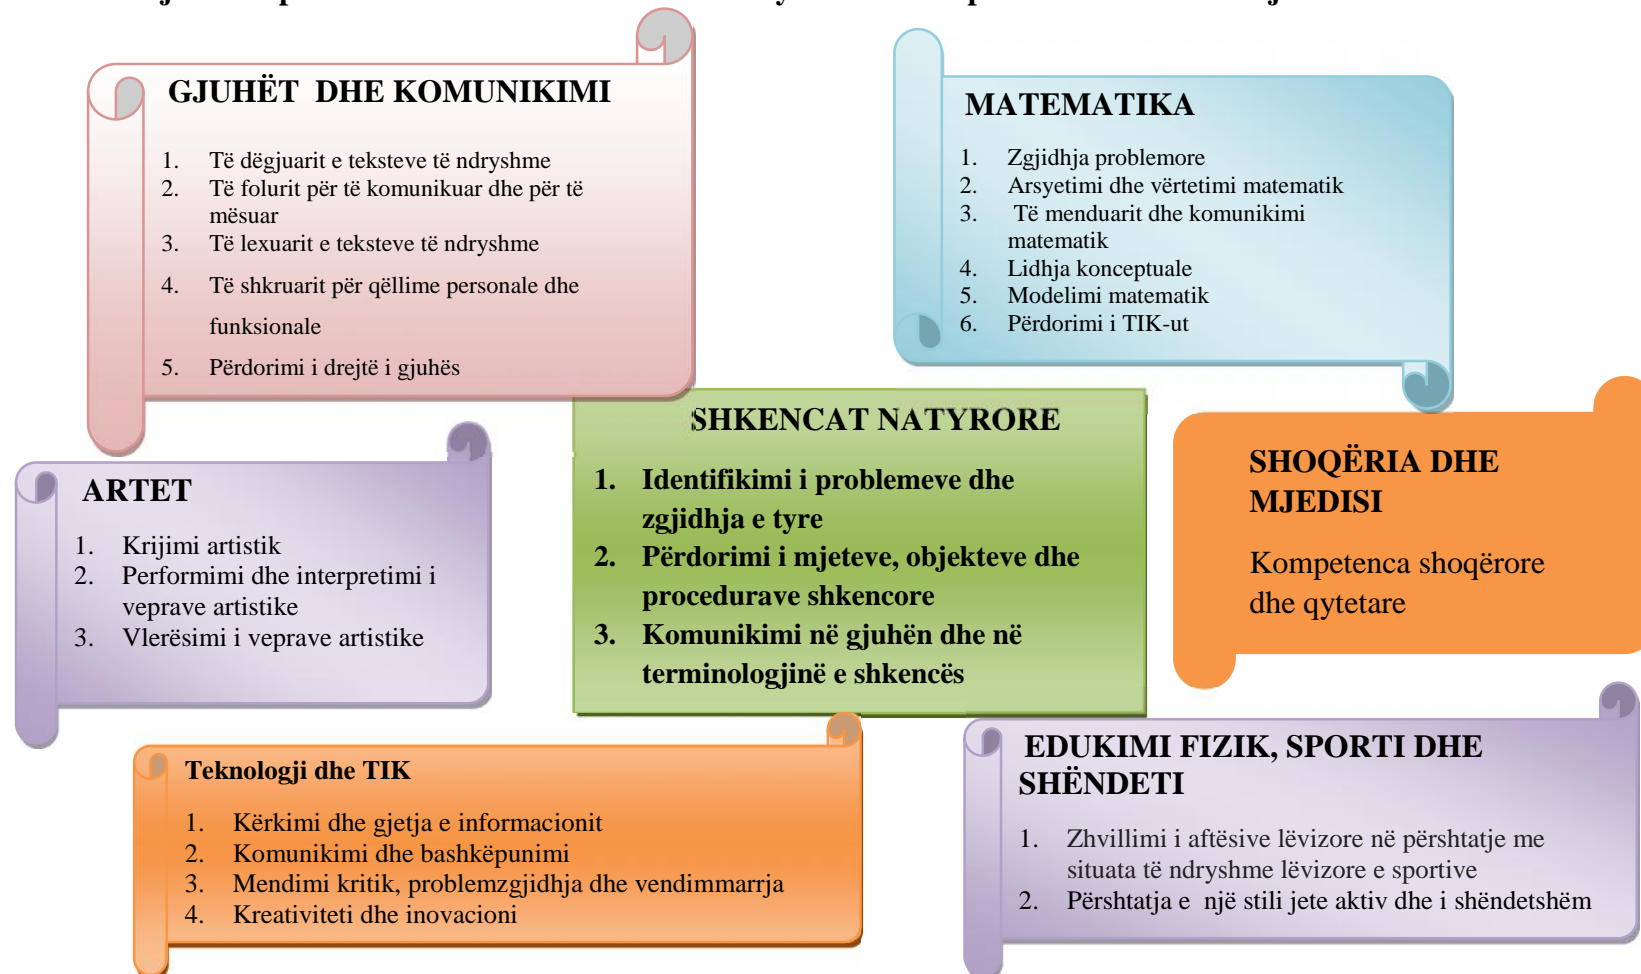 GJUHËT DHE KOMUNIKIMI
1. Të dëgjuarit e teksteve të ndryshme
2. Të folurit për të komunikuar dhe për të
mësuar
3. Të lexuarit e teksteve të ndryshme
4. Të shkruarit për qëllime personale dhe
funksionale
5. Përdorimi i drejtë i gjuhës
MATEMATIKA
1. Zgjidhja problemore
2. Arsyetimi dhe vërtetimi matematik
3. Të menduarit dhe komunikimi
matematik
4. Lidhja konceptuale
5. Modelimi matematik
6. Përdorimi i TIK-ut
SHKENCAT NATYRORE
1. Identifikimi i problemeve dhe
zgjidhja e tyre
2. Përdorimi i mjeteve, objekteve dhe
procedurave shkencore
3. Komunikimi në gjuhën dhe në
terminologjinë e shkencës
SHOQËRIA DHE
MJEDISI
Kompetenca shoqërore
dhe qytetare
ARTET
1. Krijimi artistik
2. Performimi dhe interpretimi i
veprave artistike
3. Vlerësimi i veprave artistike
Teknologji dhe TIK
1. Kërkimi dhe gjetja e informacionit
2. Komunikimi dhe bashkëpunimi
3. Mendimi kritik, problemzgjidhja dhe vendimmarrja
4. Kreativiteti dhe inovacioni
EDUKIMI FIZIK, SPORTI DHE
SHËNDETI
1. Zhvillimi i aftësive lëvizore në përshtatje me
situata të ndryshme lëvizore e sportive
2. Përshtatja e një stili jete aktiv dhe i shëndetshëm